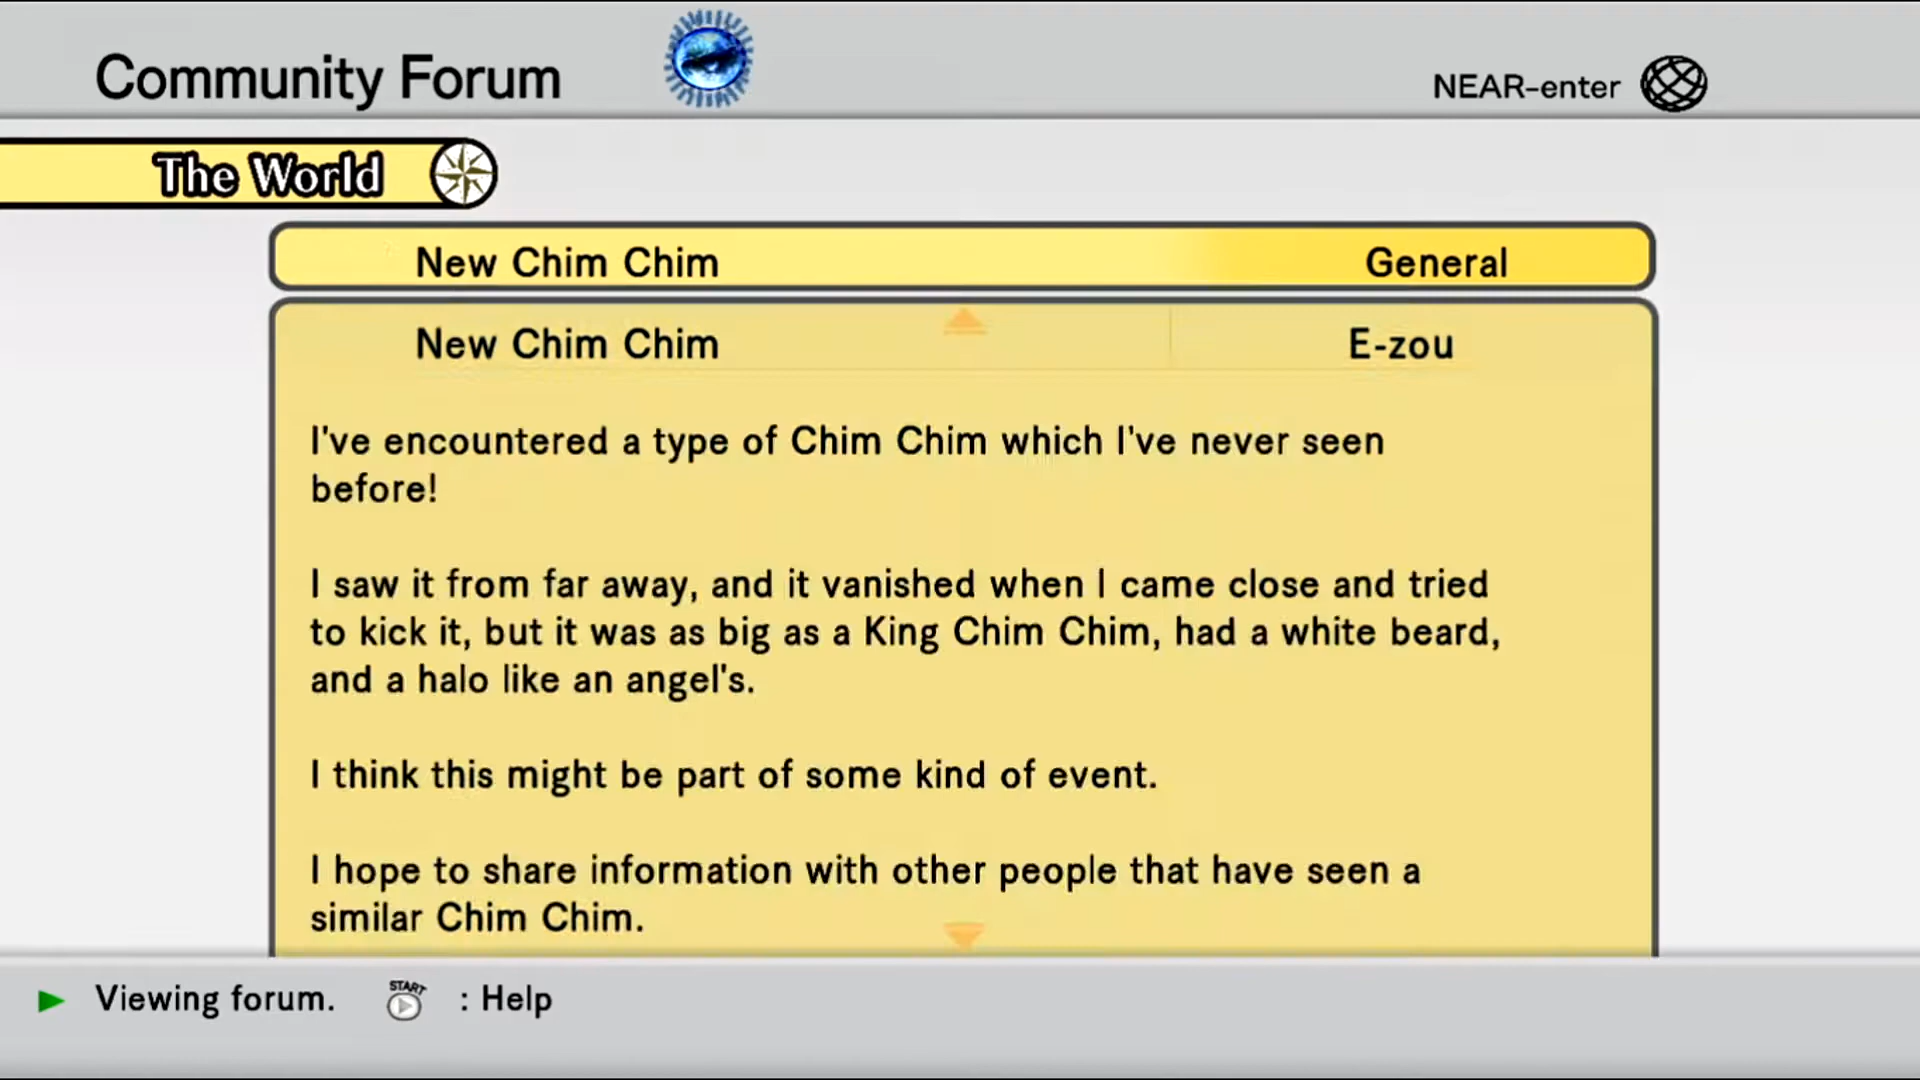 Community Forum
NEAR-enter
The World
New Chim Chim General
New Chim Chim E-zou
I've encountered a type of Chim Chim which I've never seen
before!
I saw it from far away, and it vanished when I came close and tried
to kick it, but it was as big as a King Chim Chim, had a white beard,
and a halo like an angel's.
I think this might be part of some kind of event.
I hope to share information with other people that have seen a
similar Chim Chim.
Viewing forum. START : Help